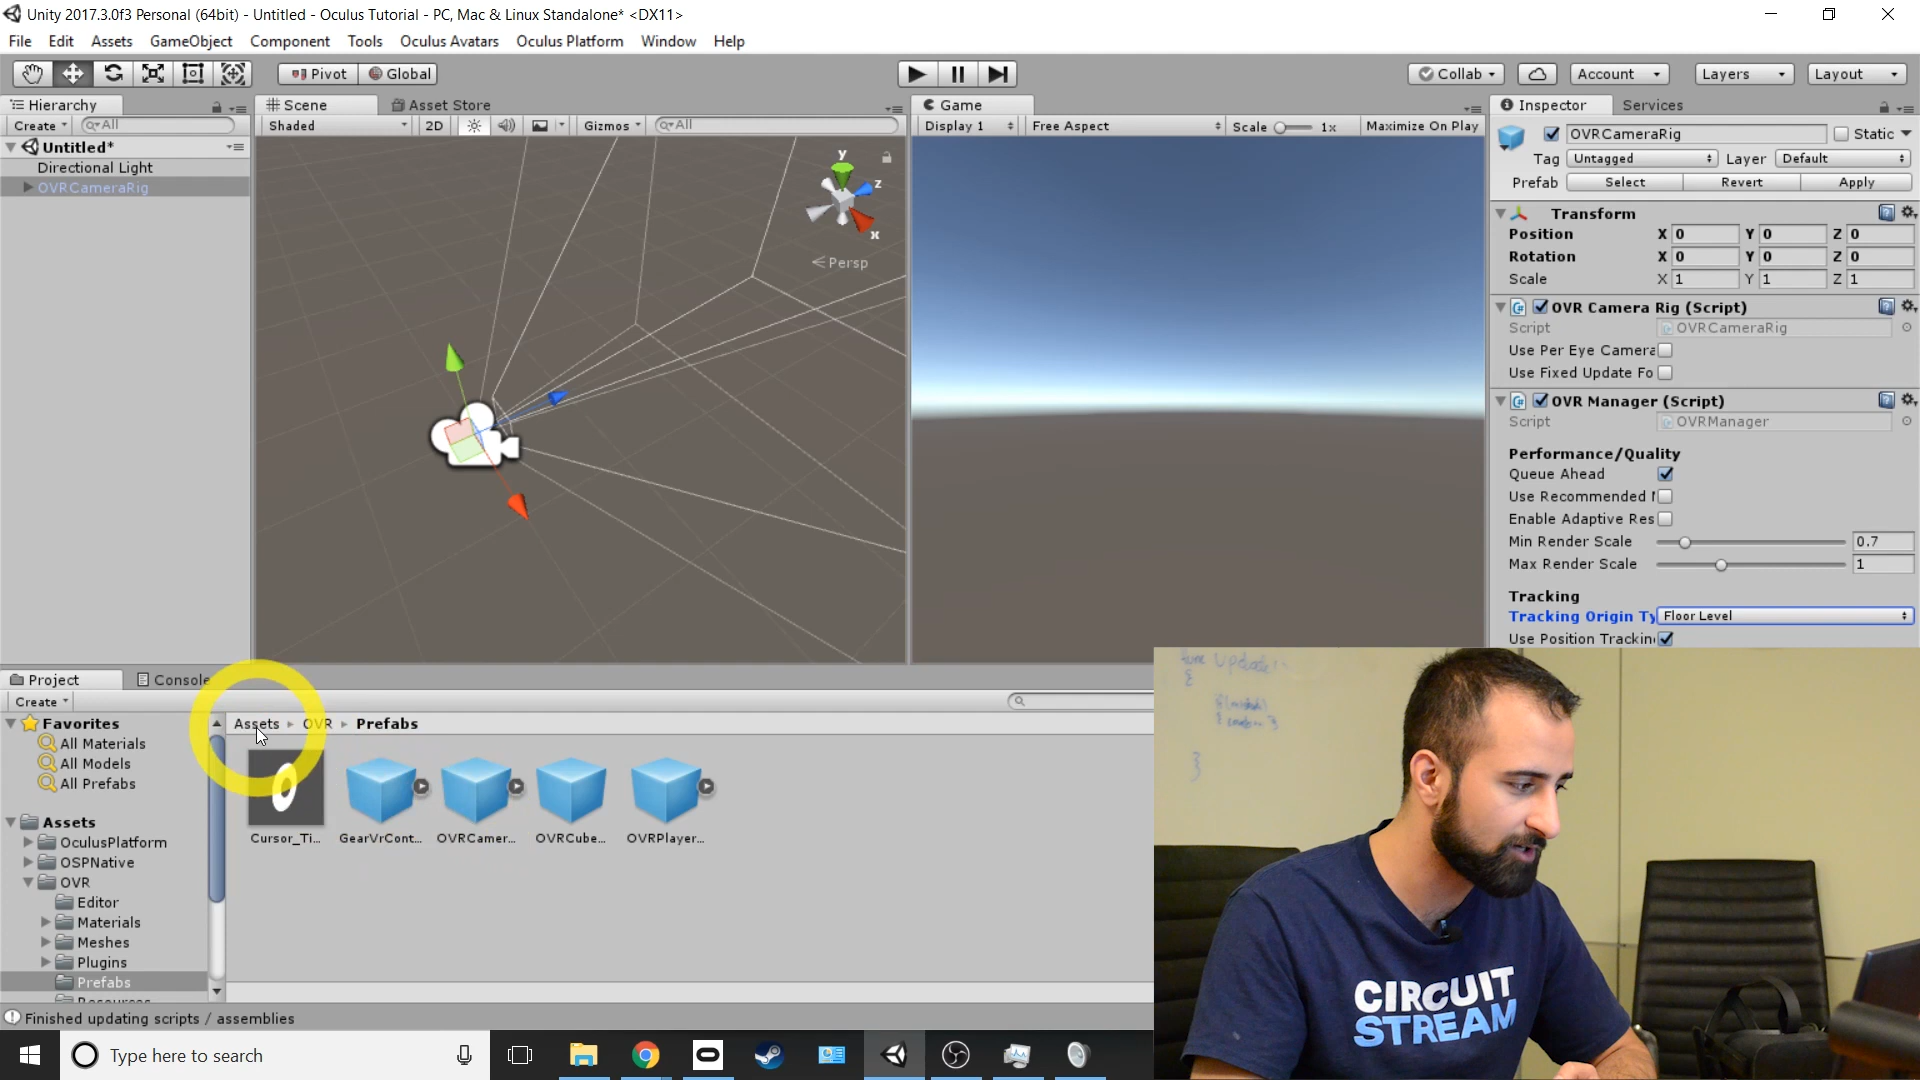 Unity 2017.3.0f3 Personal (64bit) - Untitled - Oculus Tutorial - PC, Mac & Linux Standalone* <DX11>
File Edit Assets GameObject Component Tools Oculus Avatars Oculus Platform Window Help
Pivot Global Collab Account Layers Layout
Hierarchy Scene Asset Store Game Inspector Services
Create All Shaded 2D Gizmos All Display 1 Free Aspect Scale 1x Maximize On Play
OVRCameraRig Static
Untitled*
Directional Light
OVRCameraRig
y
z
x
Persp
Tag Untagged Layer Default
Prefab Select Revert Apply
Transform
Position X 0 Y 0 Z 0
Rotation X 0 Y 0 Z 0
Scale X 1 Y 1 Z 1
OVR Camera Rig (Script)
Script OVRCameraRig
Use Per Eye Camera
Use Fixed Update Fo
OVR Manager (Script)
Script OVRManager
Performance/Quality
Queue Ahead
Use Recommended
Enable Adaptive Res
Min Render Scale 0.7
Max Render Scale 1
Tracking
Tracking Origin Ty Floor Level
Use Position Trackin
Project Console
Create
Favorites
All Materials
All Models
All Prefabs
Assets
OculusPlatform
OSPNative
OVR
Editor
Materials
Meshes
Plugins
Prefabs
Resources
Assets OVR Prefabs
Cursor_Ti... GearVrCont... OVRCamer... OVRCube... OVRPlayer...
Finished updating scripts / assemblies
Type here to search
CIRCUIT
STREAM